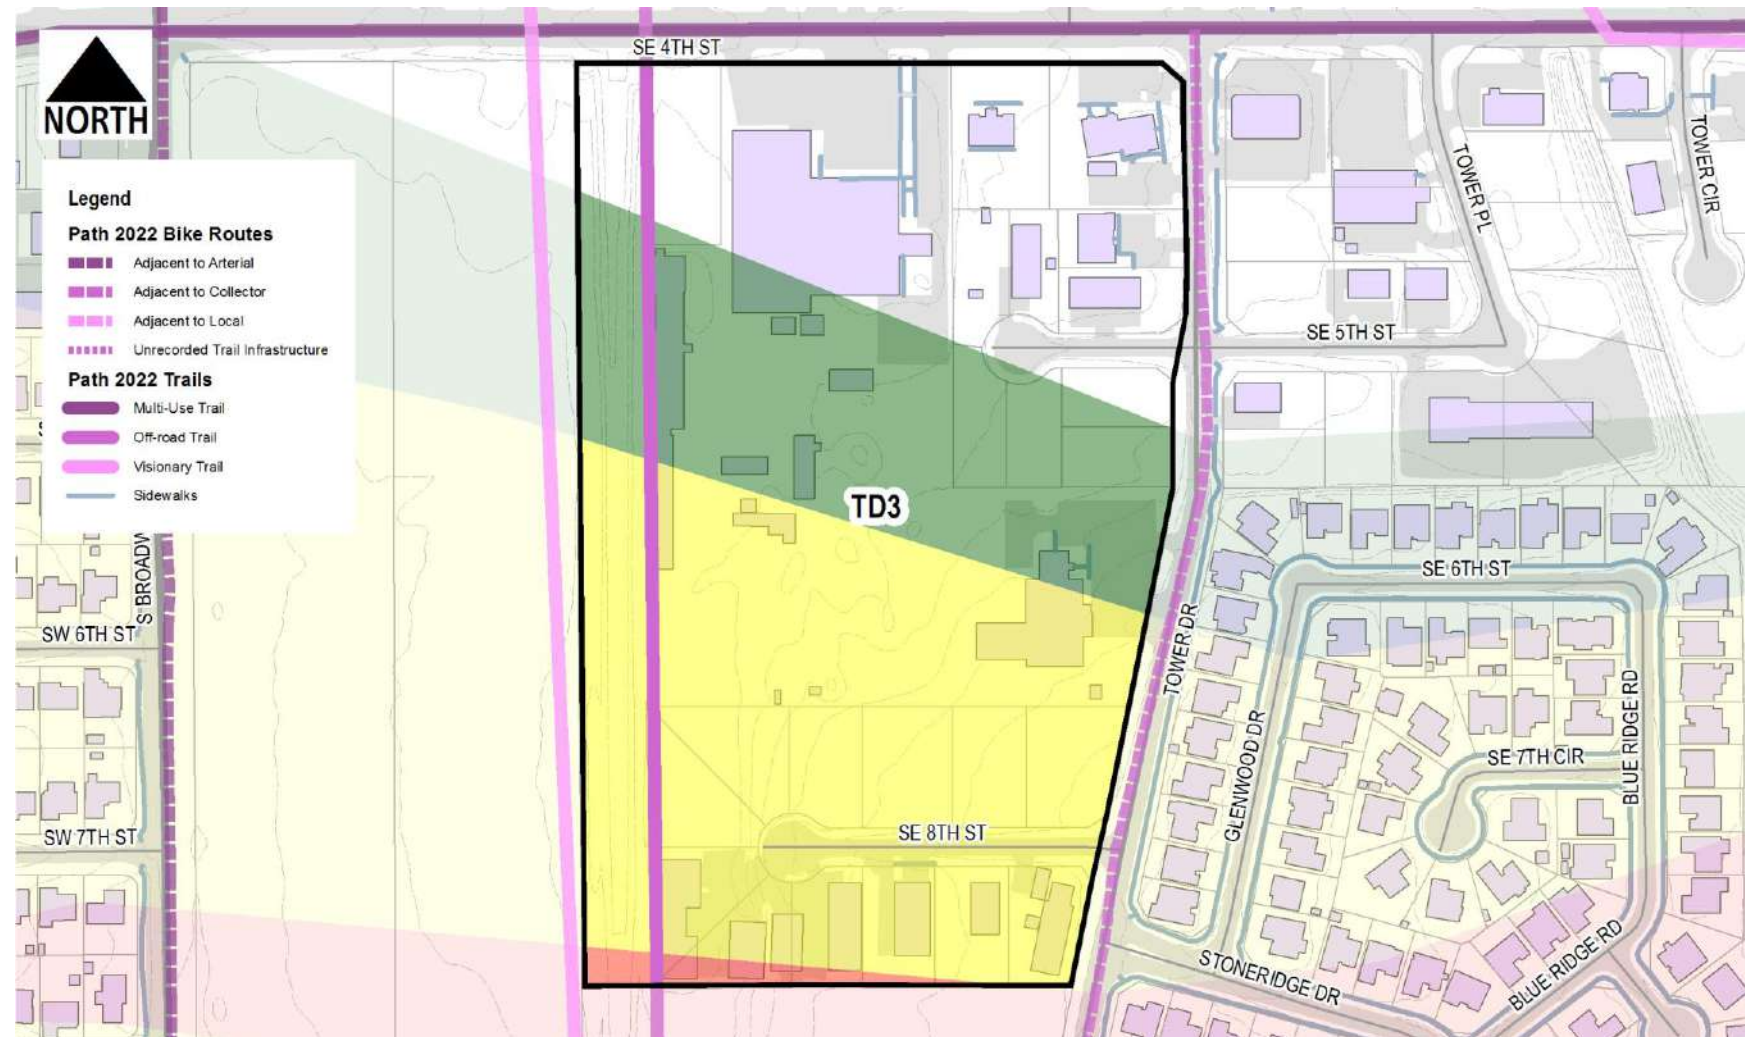 SE 4TH ST
NORTH
TOWER PL
TOWER CIR
Legend
Path 2022 Bike Routes
Adjacent to Arterial
Adjacent to Collector
Adjacent to Local
Unrecorded Trail Infrastructure
Path 2022 Trails
Multi-Use Trail
Off-road Trail
Visionary Trail
Sidewalks
SE 5TH ST
TD3
S BROADW
SE 6TH ST
SW 6TH ST
TOWER DR
GLENWOOD DR
BLUE RIDGE RD
SE 7TH CIR
SW 7TH ST
SE 8TH ST
STONERIDGE DR
BLUE RIDGE RD